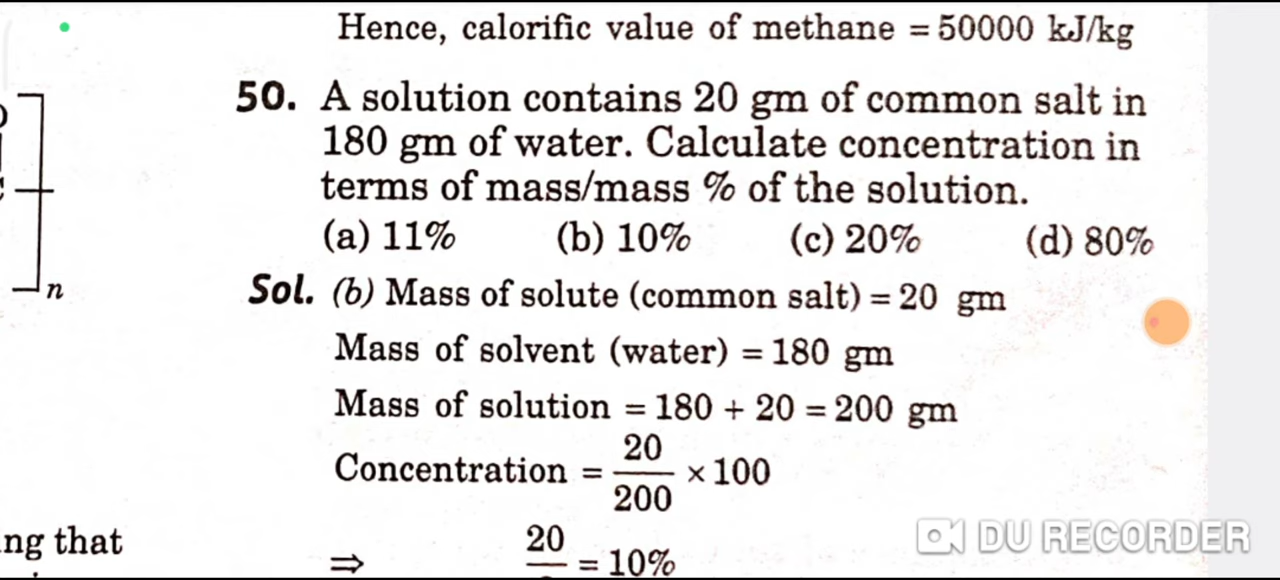 Hence, calorific value of methane = 50000 kJ/kg
50. A solution contains 20 gm of common salt in
180 gm of water. Calculate concentration in
terms of mass/mass % of the solution.
(a) 11% (b) 10% (c) 20% (d) 80%
Sol. (b) Mass of solute (common salt) = 20 gm
Mass of solvent (water) = 180 gm
Mass of solution = 180 + 20 = 200 gm
Concentration = 20/200 × 100
⇒ 20 = 10%
n
ng that
DU RECORDER